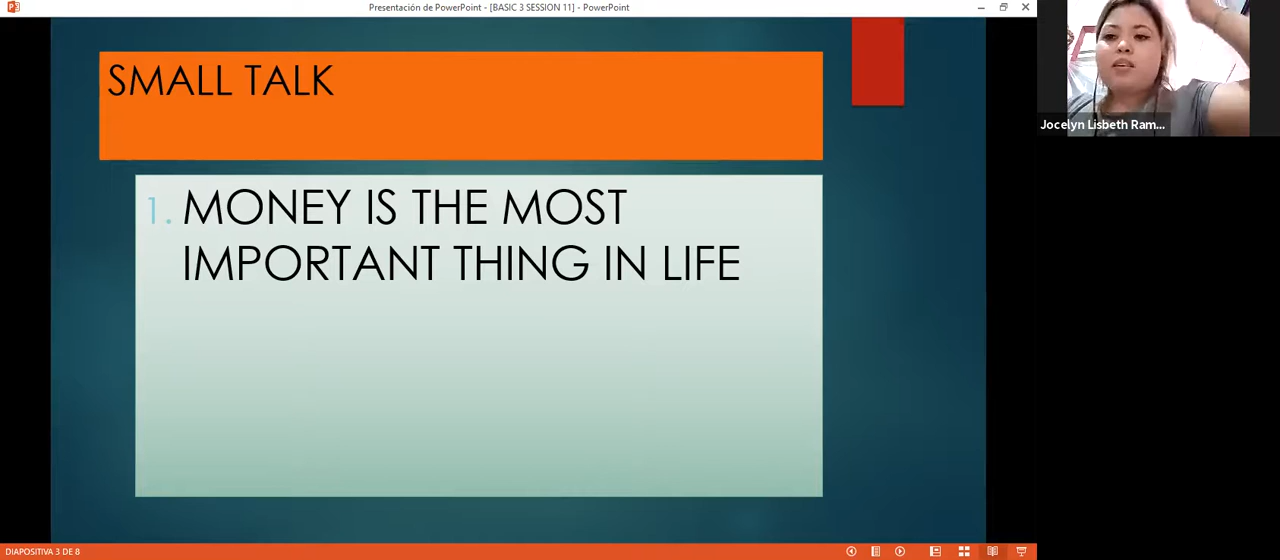 Presentación de PowerPoint - [BASIC 3 SESSION 11] - PowerPoint
SMALL TALK
1. MONEY IS THE MOST
IMPORTANT THING IN LIFE
Jocelyn Lisbeth Ram...
DIAPOSITIVA 3 DE 8